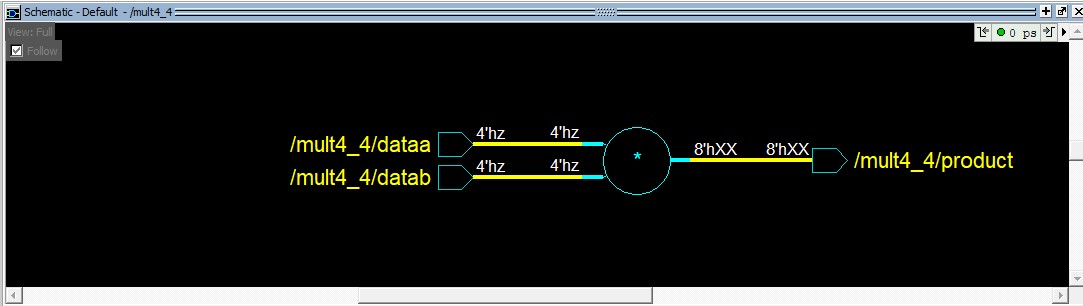 Schematic - Default - /mult4_4
View: Full
Follow
0 ps
/mult4_4/dataa 4'hz 4'hz
/mult4_4/datab 4'hz 4'hz
*
8'hXX 8'hXX /mult4_4/product